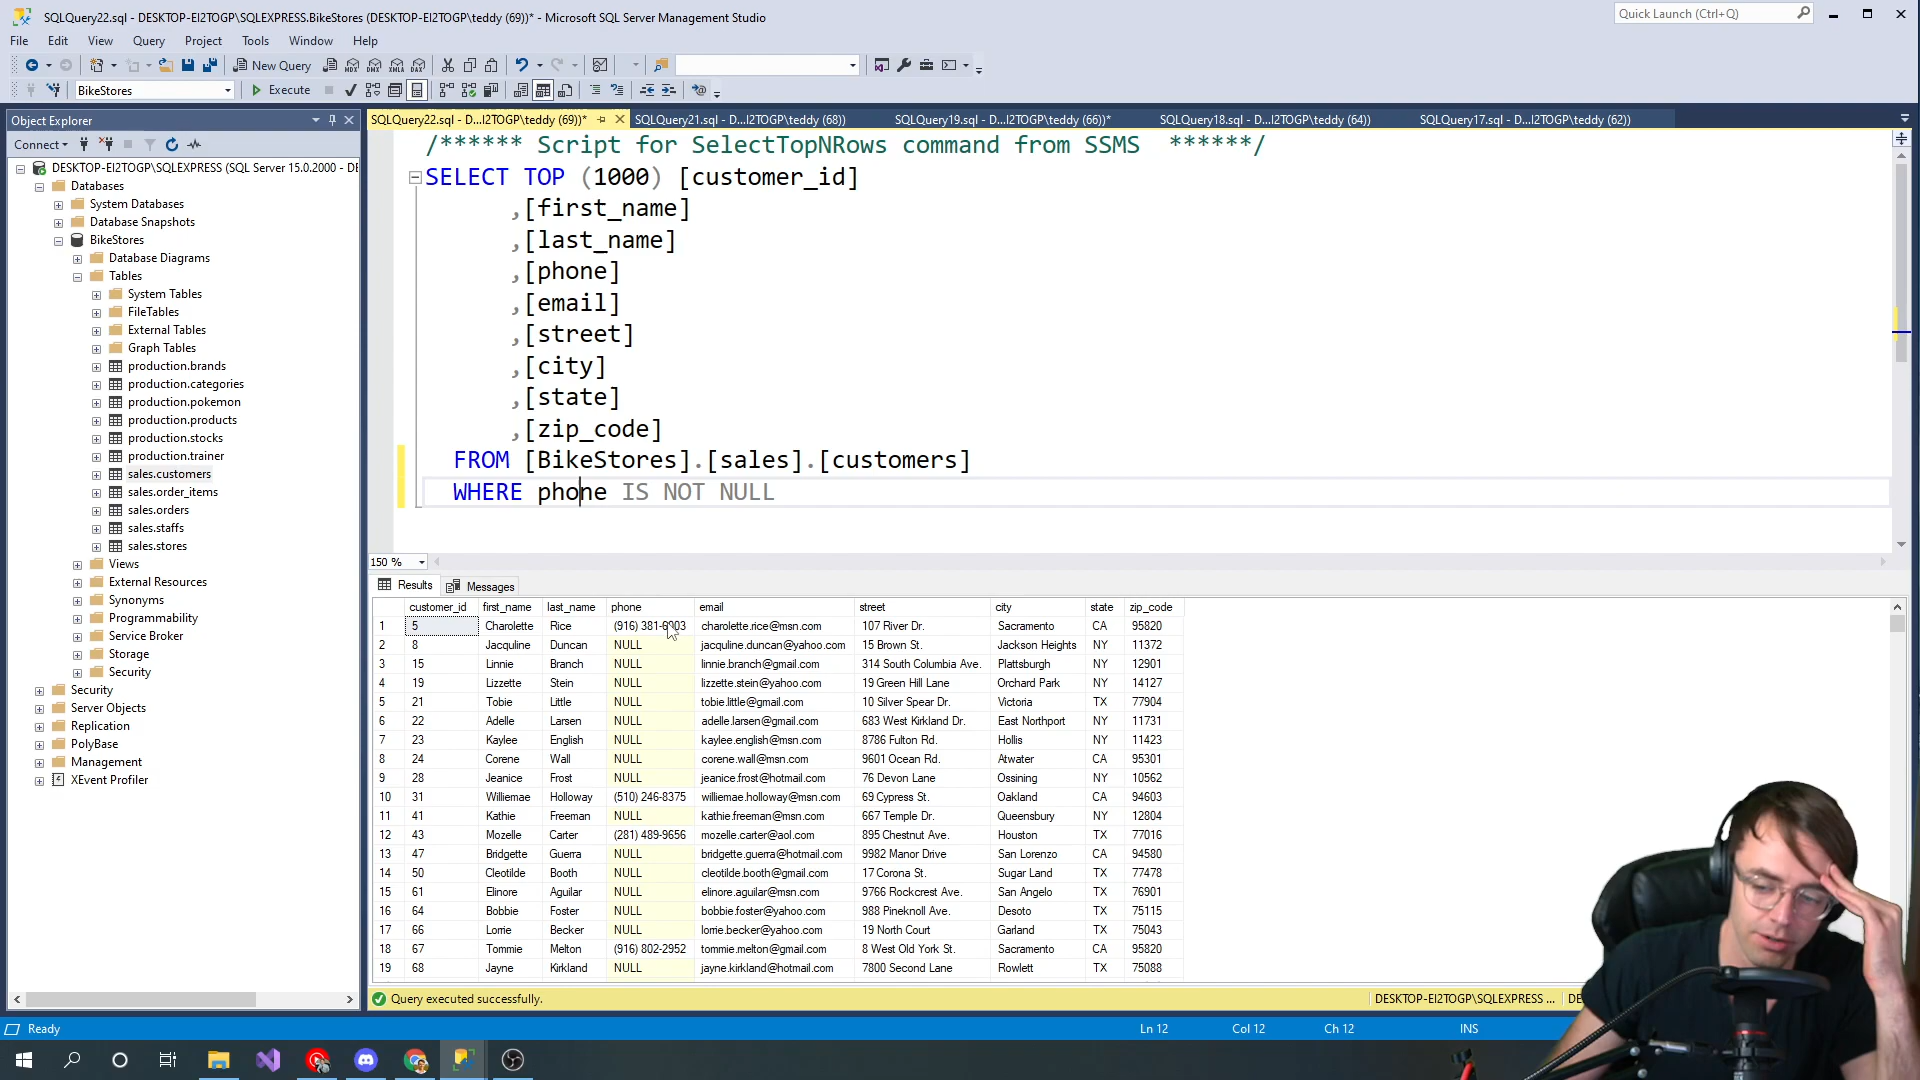 SQLQuery22.sql - DESKTOP-EI2TOGP\SQLEXPRESS.BikeStores (DESKTOP-EI2TOGP\teddy (69))* - Microsoft SQL Server Management Studio
Quick Launch (Ctrl+Q)
File Edit View Query Project Tools Window Help
New Query
BikeStores Execute
Object Explorer
SQLQuery22.sql - D...I2TOGP\teddy (69))* SQLQuery21.sql - D...I2TOGP\teddy (68)) SQLQuery19.sql - D...I2TOGP\teddy (66))* SQLQuery18.sql - D...I2TOGP\teddy (64)) SQLQuery17.sql - D...I2TOGP\teddy (62))
Connect
DESKTOP-EI2TOGP\SQLEXPRESS (SQL Server 15.0.2000 - DE
Databases
System Databases
Database Snapshots
BikeStores
Database Diagrams
Tables
System Tables
FileTables
External Tables
Graph Tables
production.brands
production.categories
production.pokemon
production.products
production.stocks
production.trainer
sales.customers
sales.order_items
sales.orders
sales.staffs
sales.stores
Views
External Resources
Synonyms
Programmability
Service Broker
Storage
Security
Security
Server Objects
Replication
PolyBase
Management
XEvent Profiler
/****** Script for SelectTopNRows command from SSMS ******/
SELECT TOP (1000) [customer_id]
,[first_name]
,[last_name]
,[phone]
,[email]
,[street]
,[city]
,[state]
,[zip_code]
FROM [BikeStores].[sales].[customers]
WHERE phone IS NOT NULL
150 %
Results Messages
customer_id first_name last_name phone email street city state zip_code
1 5 Charolette Rice (916) 381-6003 charolette.rice@msn.com 107 River Dr. Sacramento CA 95820
2 8 Jacquline Duncan NULL jacquline.duncan@yahoo.com 15 Brown St. Jackson Heights NY 11372
3 15 Linnie Branch NULL linnie.branch@gmail.com 314 South Columbia Ave. Plattsburgh NY 12901
4 19 Lizzette Stein NULL lizzette.stein@yahoo.com 19 Green Hill Lane Orchard Park NY 14127
5 21 Tobie Little NULL tobie.little@gmail.com 10 Silver Spear Dr. Victoria TX 77904
6 22 Adelle Larsen NULL adelle.larsen@gmail.com 683 West Kirkland Dr. East Northport NY 11731
7 23 Kaylee English NULL kaylee.english@msn.com 8786 Fulton Rd. Hollis NY 11423
8 24 Corene Wall NULL corene.wall@msn.com 9601 Ocean Rd. Atwater CA 95301
9 28 Jeanice Frost NULL jeanice.frost@hotmail.com 76 Devon Lane Ossining NY 10562
10 31 Williemae Holloway (510) 246-8375 williemae.holloway@msn.com 69 Cypress St. Oakland CA 94603
11 41 Kathie Freeman NULL kathie.freeman@msn.com 667 Temple Dr. Queensbury NY 12804
12 43 Mozelle Carter (281) 489-9656 mozelle.carter@aol.com 895 Chestnut Ave. Houston TX 77016
13 47 Bridgette Guerra NULL bridgette.guerra@hotmail.com 9982 Manor Drive San Lorenzo CA 94580
14 50 Cleotilde Booth NULL cleotilde.booth@gmail.com 17 Corona St. Sugar Land TX 77478
15 61 Elinore Aguilar NULL elinore.aguilar@msn.com 9766 Rockcrest Ave. San Angelo TX 76901
16 64 Bobbie Foster NULL bobbie.foster@yahoo.com 988 Pineknoll Ave. Desoto TX 75115
17 66 Lorrie Becker NULL lorrie.becker@yahoo.com 19 North Court Garland TX 75043
18 67 Tommie Melton (916) 802-2952 tommie.melton@gmail.com 8 West Old York St. Sacramento CA 95820
19 68 Jayne Kirkland NULL jayne.kirkland@hotmail.com 7800 Second Lane Rowlett TX 75088
Query executed successfully. DESKTOP-EI2TOGP\SQLEXPRESS ... DE
Ready Ln 12 Col 12 Ch 12 INS